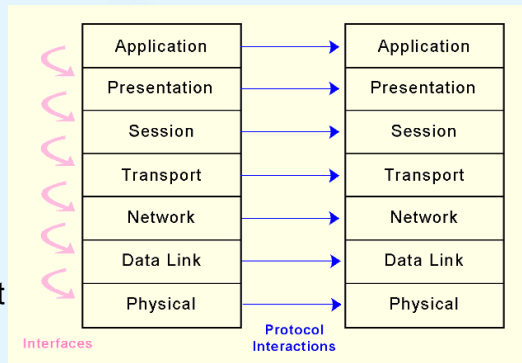 Application
Application
Presentation
Presentation
Session
Session
Transport
Transport
Network
Network
Data Link
Data Link
t
Physical
Physical
Interfaces
Protocol
Interactions